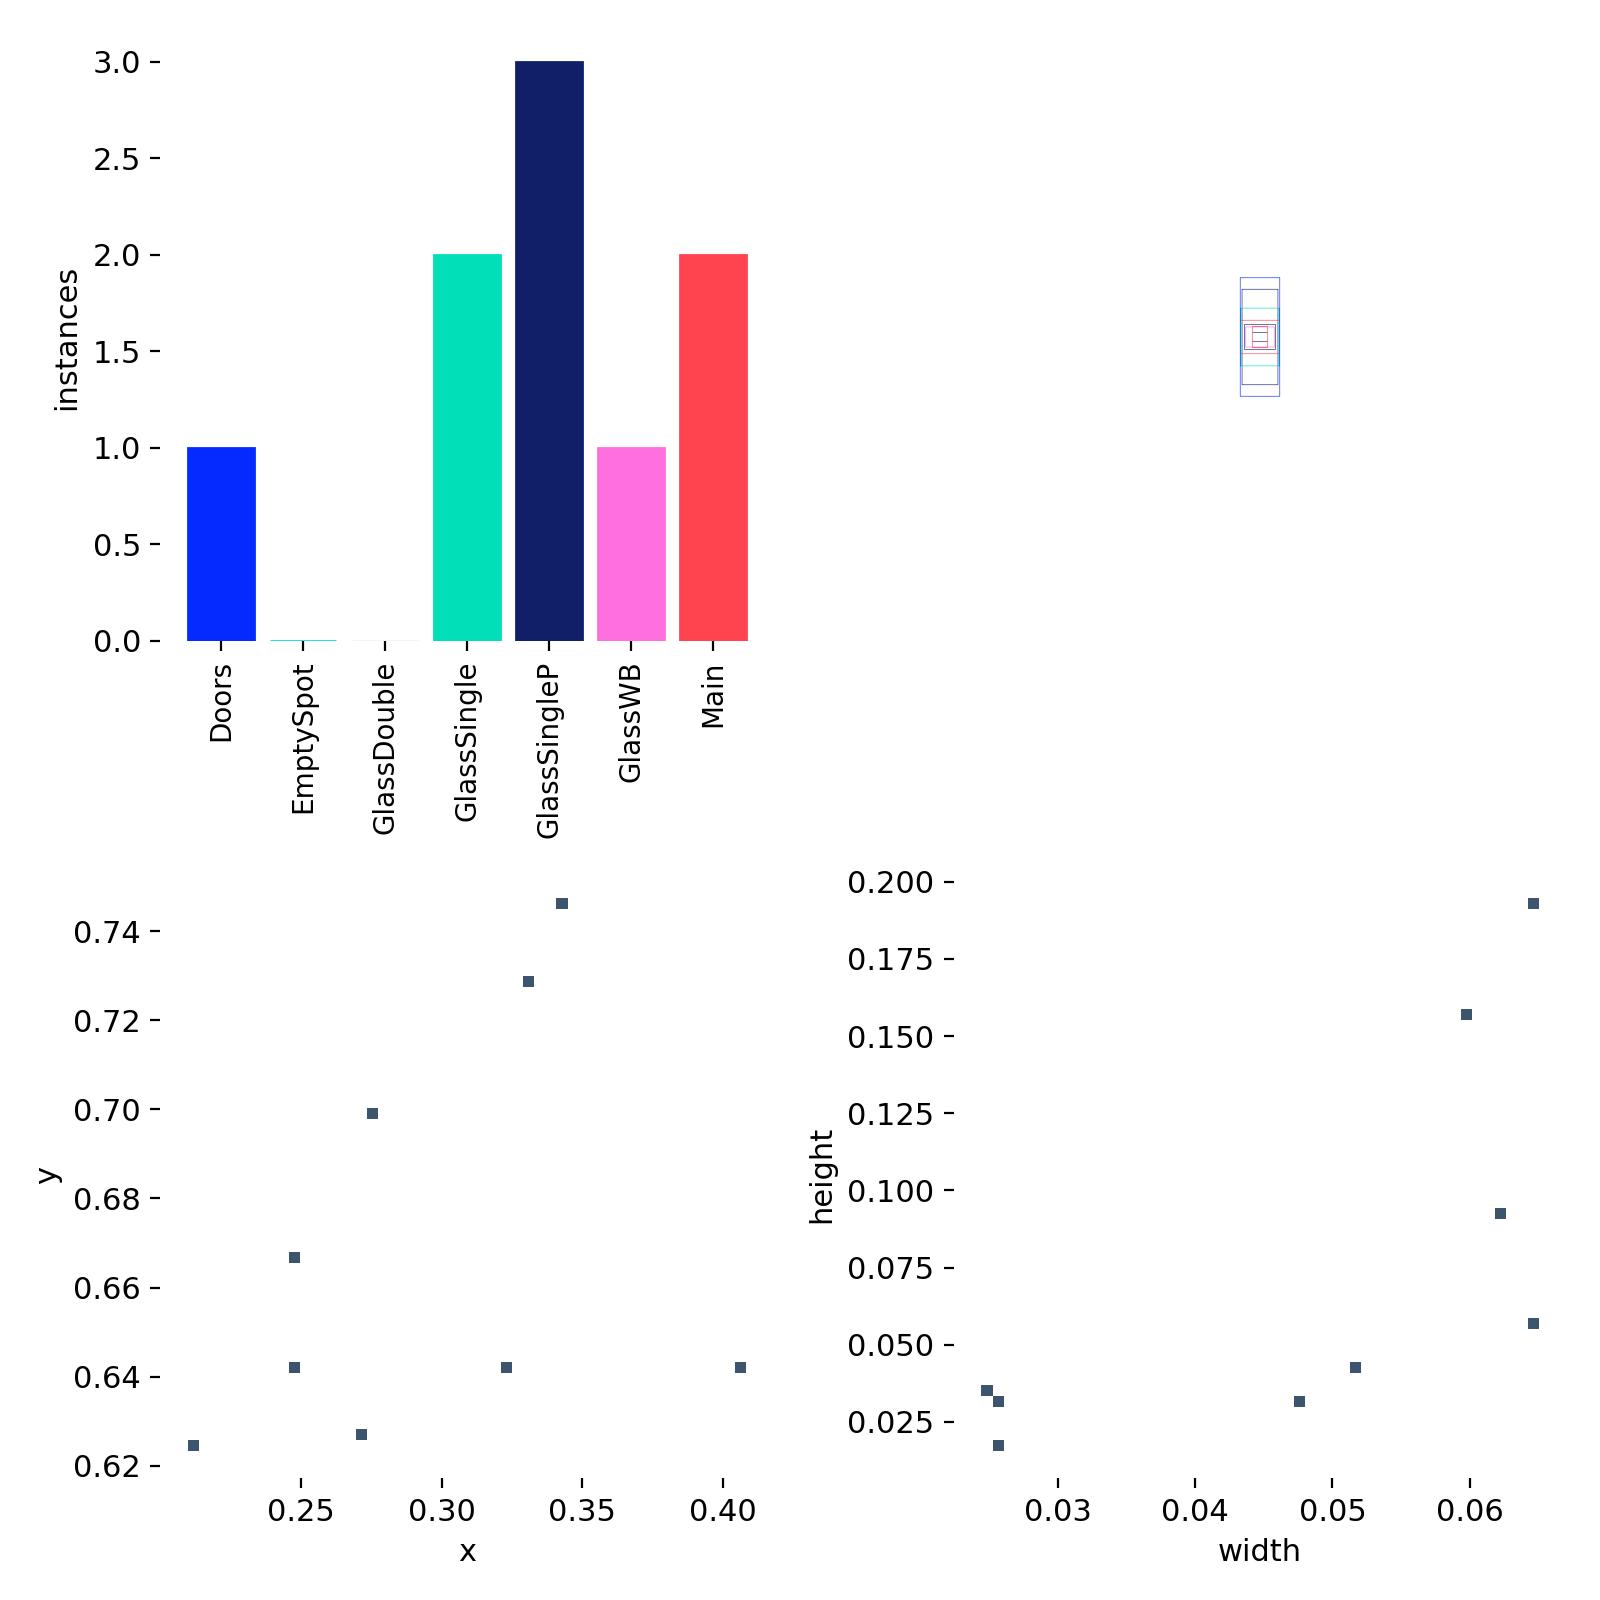 3.0
2.5
2.0
1.5
1.0
0.5
0.0
instances
Doors
EmptySpot
GlassDouble
GlassSingle
GlassSingleP
GlassWB
Main
0.74
0.72
0.70
0.68
0.66
0.64
0.62
y
0.25 0.30 0.35 0.40
x
0.200
0.175
0.150
0.125
0.100
0.075
0.050
0.025
height
0.03 0.04 0.05 0.06
width